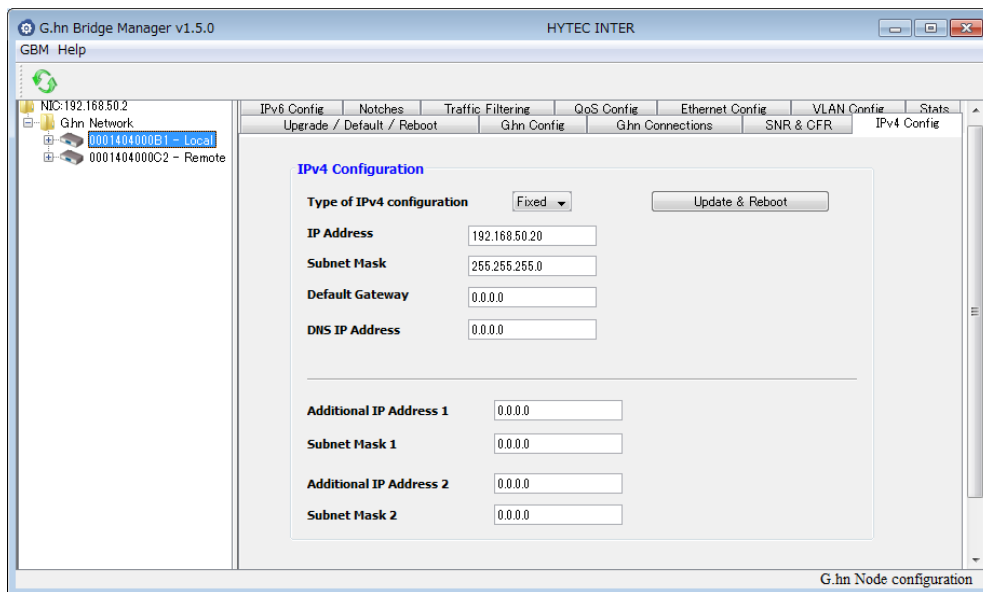 G.hn Bridge Manager v1.5.0 HYTEC INTER
GBM Help
NIC:192.168.50.2
G.hn Network
0001404000B1 - Local
0001404000C2 - Remote
IPv6 Config Notches Traffic Filtering QoS Config Ethernet Config VLAN Config Stats
Upgrade / Default / Reboot G.hn Config G.hn Connections SNR & CFR IPv4 Config
IPv4 Configuration
Type of IPv4 configuration Fixed Update & Reboot
IP Address 192.168.50.20
Subnet Mask 255.255.255.0
Default Gateway 0.0.0.0
DNS IP Address 0.0.0.0
Additional IP Address 1 0.0.0.0
Subnet Mask 1 0.0.0.0
Additional IP Address 2 0.0.0.0
Subnet Mask 2 0.0.0.0
G.hn Node configuration